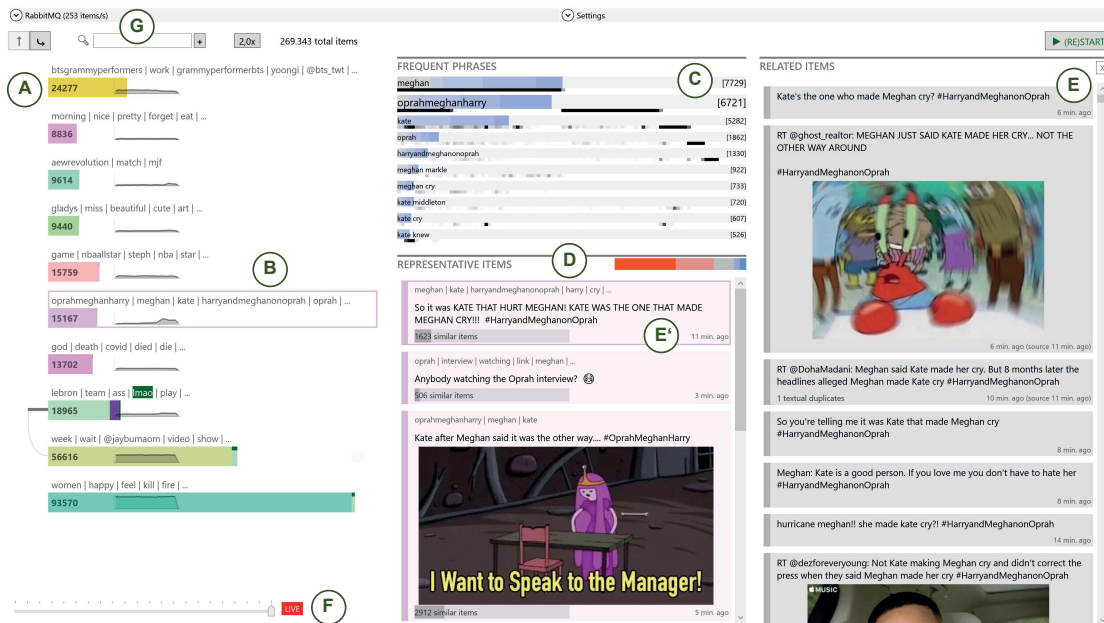 RabbitMQ (253 items/s)
Settings
G
+
2,0x
269.343 total items
(RE)START
A
btsgrammyperformers | work | grammyperformerbts | yoongi | @bts_twt | ...
24277
morning | nice | pretty | forget | eat | ...
8836
aewrevolution | match | mjf
9614
gladys | miss | beautiful | cute | art | ...
9440
game | nbaallstar | steph | nba | star | ...
15759
B
oprahmeghanharry | meghan | kate | harryandmeghanonoprah | oprah | ...
15167
god | death | covid | died | die | ...
13702
lebron | team | ass | lmao | play | ...
18965
week | wait | @jaybumaom | video | show | ...
56616
women | happy | feel | kill | fire | ...
93570
LIVE
F
FREQUENT PHRASES
C
meghan [7729]
oprahmeghanharry [6721]
kate [5282]
oprah [1862]
harryandmeghanonoprah [1330]
meghan markle [922]
meghan cry [733]
kate middleton [720]
kate cry [607]
kate knew [526]
REPRESENTATIVE ITEMS
D
meghan | kate | harryandmeghanonoprah | harry | cry | ...
So it was KATE THAT HURT MEGHAN! KATE WAS THE ONE THAT MADE
MEGHAN CRY!!! #HarryandMeghanonOprah
1623 similar items
E'
11 min. ago
oprah | interview | watching | link | meghan | ...
Anybody watching the Oprah interview?
506 similar items
3 min. ago
oprahmeghanharry | meghan | kate
Kate after Meghan said it was the other way.... #OprahMeghanHarry
I Want to Speak to the Manager!
2912 similar items
5 min. ago
RELATED ITEMS
X
E
Kate's the one who made Meghan cry? #HarryandMeghanonOprah
6 min. ago
RT @ghost_realtor: MEGHAN JUST SAID KATE MADE HER CRY... NOT THE
OTHER WAY AROUND
#HarryandMeghanonOprah
6 min. ago (source 11 min. ago)
RT @DohaMadani: Meghan said Kate made her cry. But 8 months later the
headlines alleged Meghan made Kate cry #HarryandMeghanonOprah
1 textual duplicates
10 min. ago (source 11 min. ago)
So you're telling me it was Kate that made Meghan cry
#HarryandMeghanonOprah
8 min. ago
Meghan: Kate is a good person. If you love me you don't have to hate her
#HarryandMeghanonOprah
8 min. ago
hurricane meghan!! she made kate cry?! #HarryandMeghanonOprah
14 min. ago
RT @dezforeveryoung: Not Kate making Meghan cry and didn't correct the
press when they said Meghan made her cry #HarryandMeghanonOprah
MUSIC